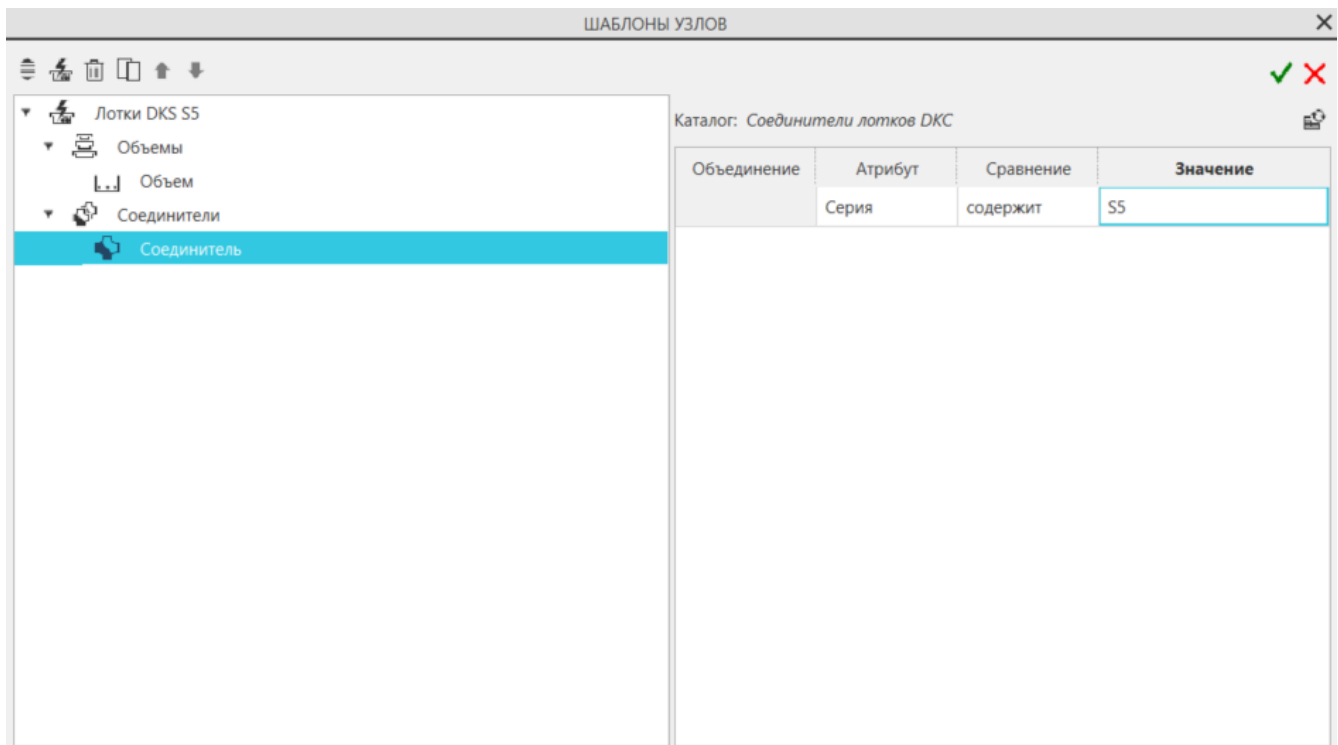 ШАБЛОНЫ УЗЛОВ
Лотки DKS S5
Объемы
Объем
Соединители
Соединитель
Каталог: Соединители лотков DKC
Объединение Атрибут Сравнение Значение
Серия содержит S5